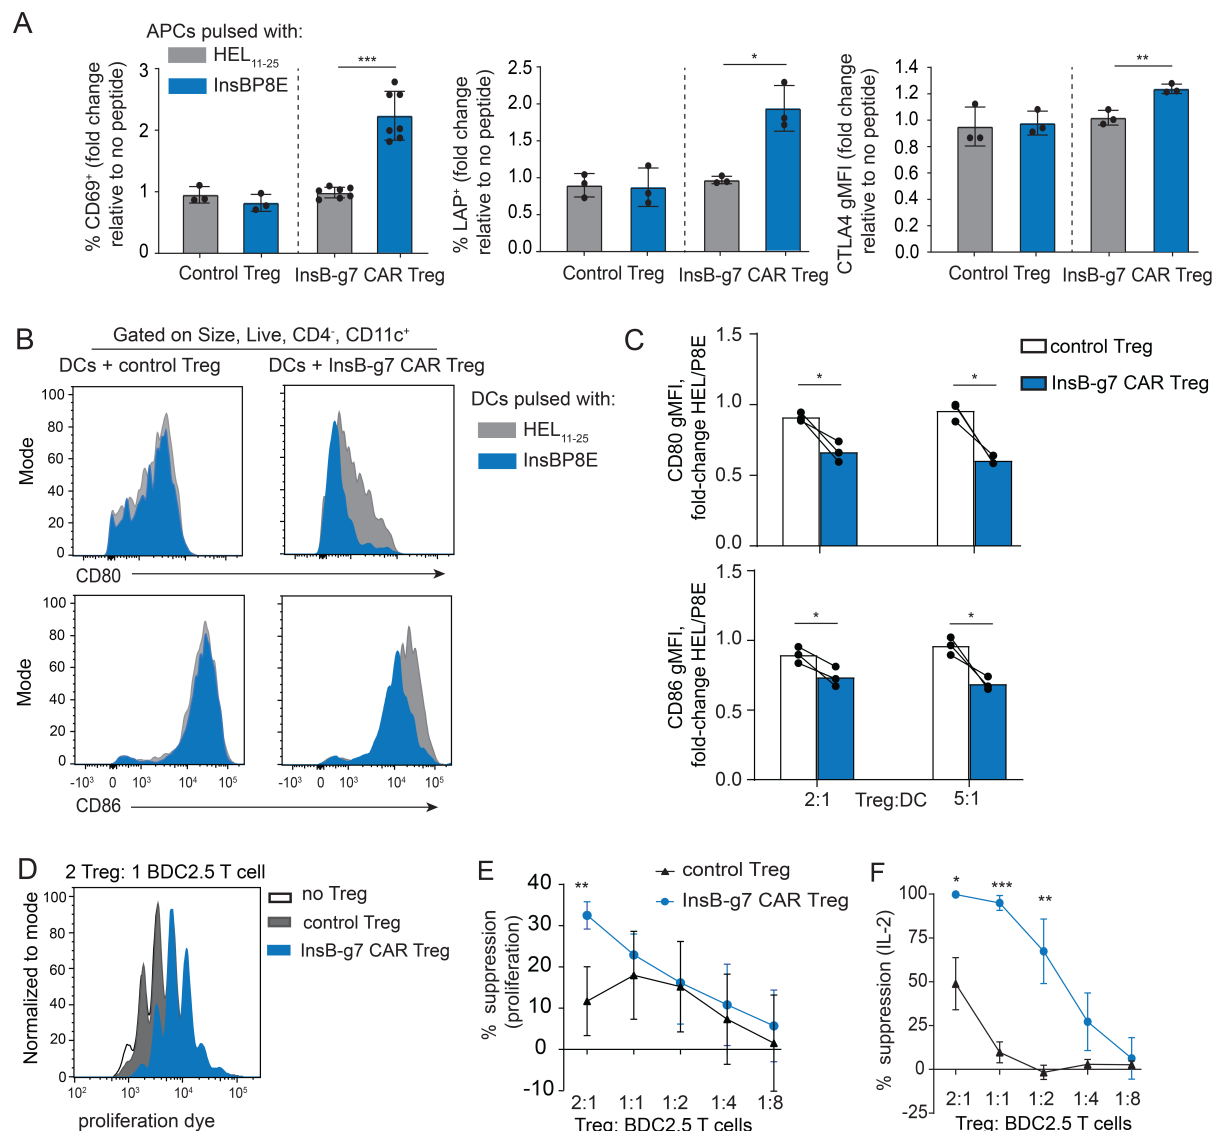 A
APCs pulsed with:
HEL11-25
InsBP8E
% CD69+ (fold change
relative to no peptide)
3
2
1
0
***
Control Treg
InsB-g7 CAR Treg
% LAP+ (fold change
relative to no peptide)
2.5
2.0
1.5
1.0
0.5
0.0
*
Control Treg
InsB-g7 CAR Treg
CTLA4 gMFI (fold change
relative to no peptide)
1.4
1.2
1.0
0.8
0.6
0.4
0.2
0.0
**
Control Treg
InsB-g7 CAR Treg
B
Gated on Size, Live, CD4-, CD11c+
DCs + control Treg
DCs + InsB-g7 CAR Treg
DCs pulsed with:
HEL11-25
InsBP8E
Mode
100
80
60
40
20
0
CD80
Mode
100
80
60
40
20
0
-10³ 0 10³ 10⁴ 10⁵
-10³ 0 10³ 10⁴ 10⁵
CD86
C
control Treg
InsB-g7 CAR Treg
CD80 gMFI,
fold-change HEL/P8E
1.5
1.0
0.5
0.0
*
*
CD86 gMFI,
fold-change HEL/P8E
1.5
1.0
0.5
0.0
*
*
2:1 Treg:DC 5:1
D
2 Treg: 1 BDC2.5 T cell
no Treg
control Treg
InsB-g7 CAR Treg
Normalized to mode
100
80
60
40
20
0
10² 10³ 10⁴ 10⁵
proliferation dye
E
control Treg
InsB-g7 CAR Treg
% suppression
(proliferation)
40
30
20
10
0
-10
**
2:1 1:1 1:2 1:4 1:8
Treg: BDC2.5 T cells
F
% suppression (IL-2)
100
75
50
25
0
-25
*
***
**
2:1 1:1 1:2 1:4 1:8
Treg: BDC2.5 T cells